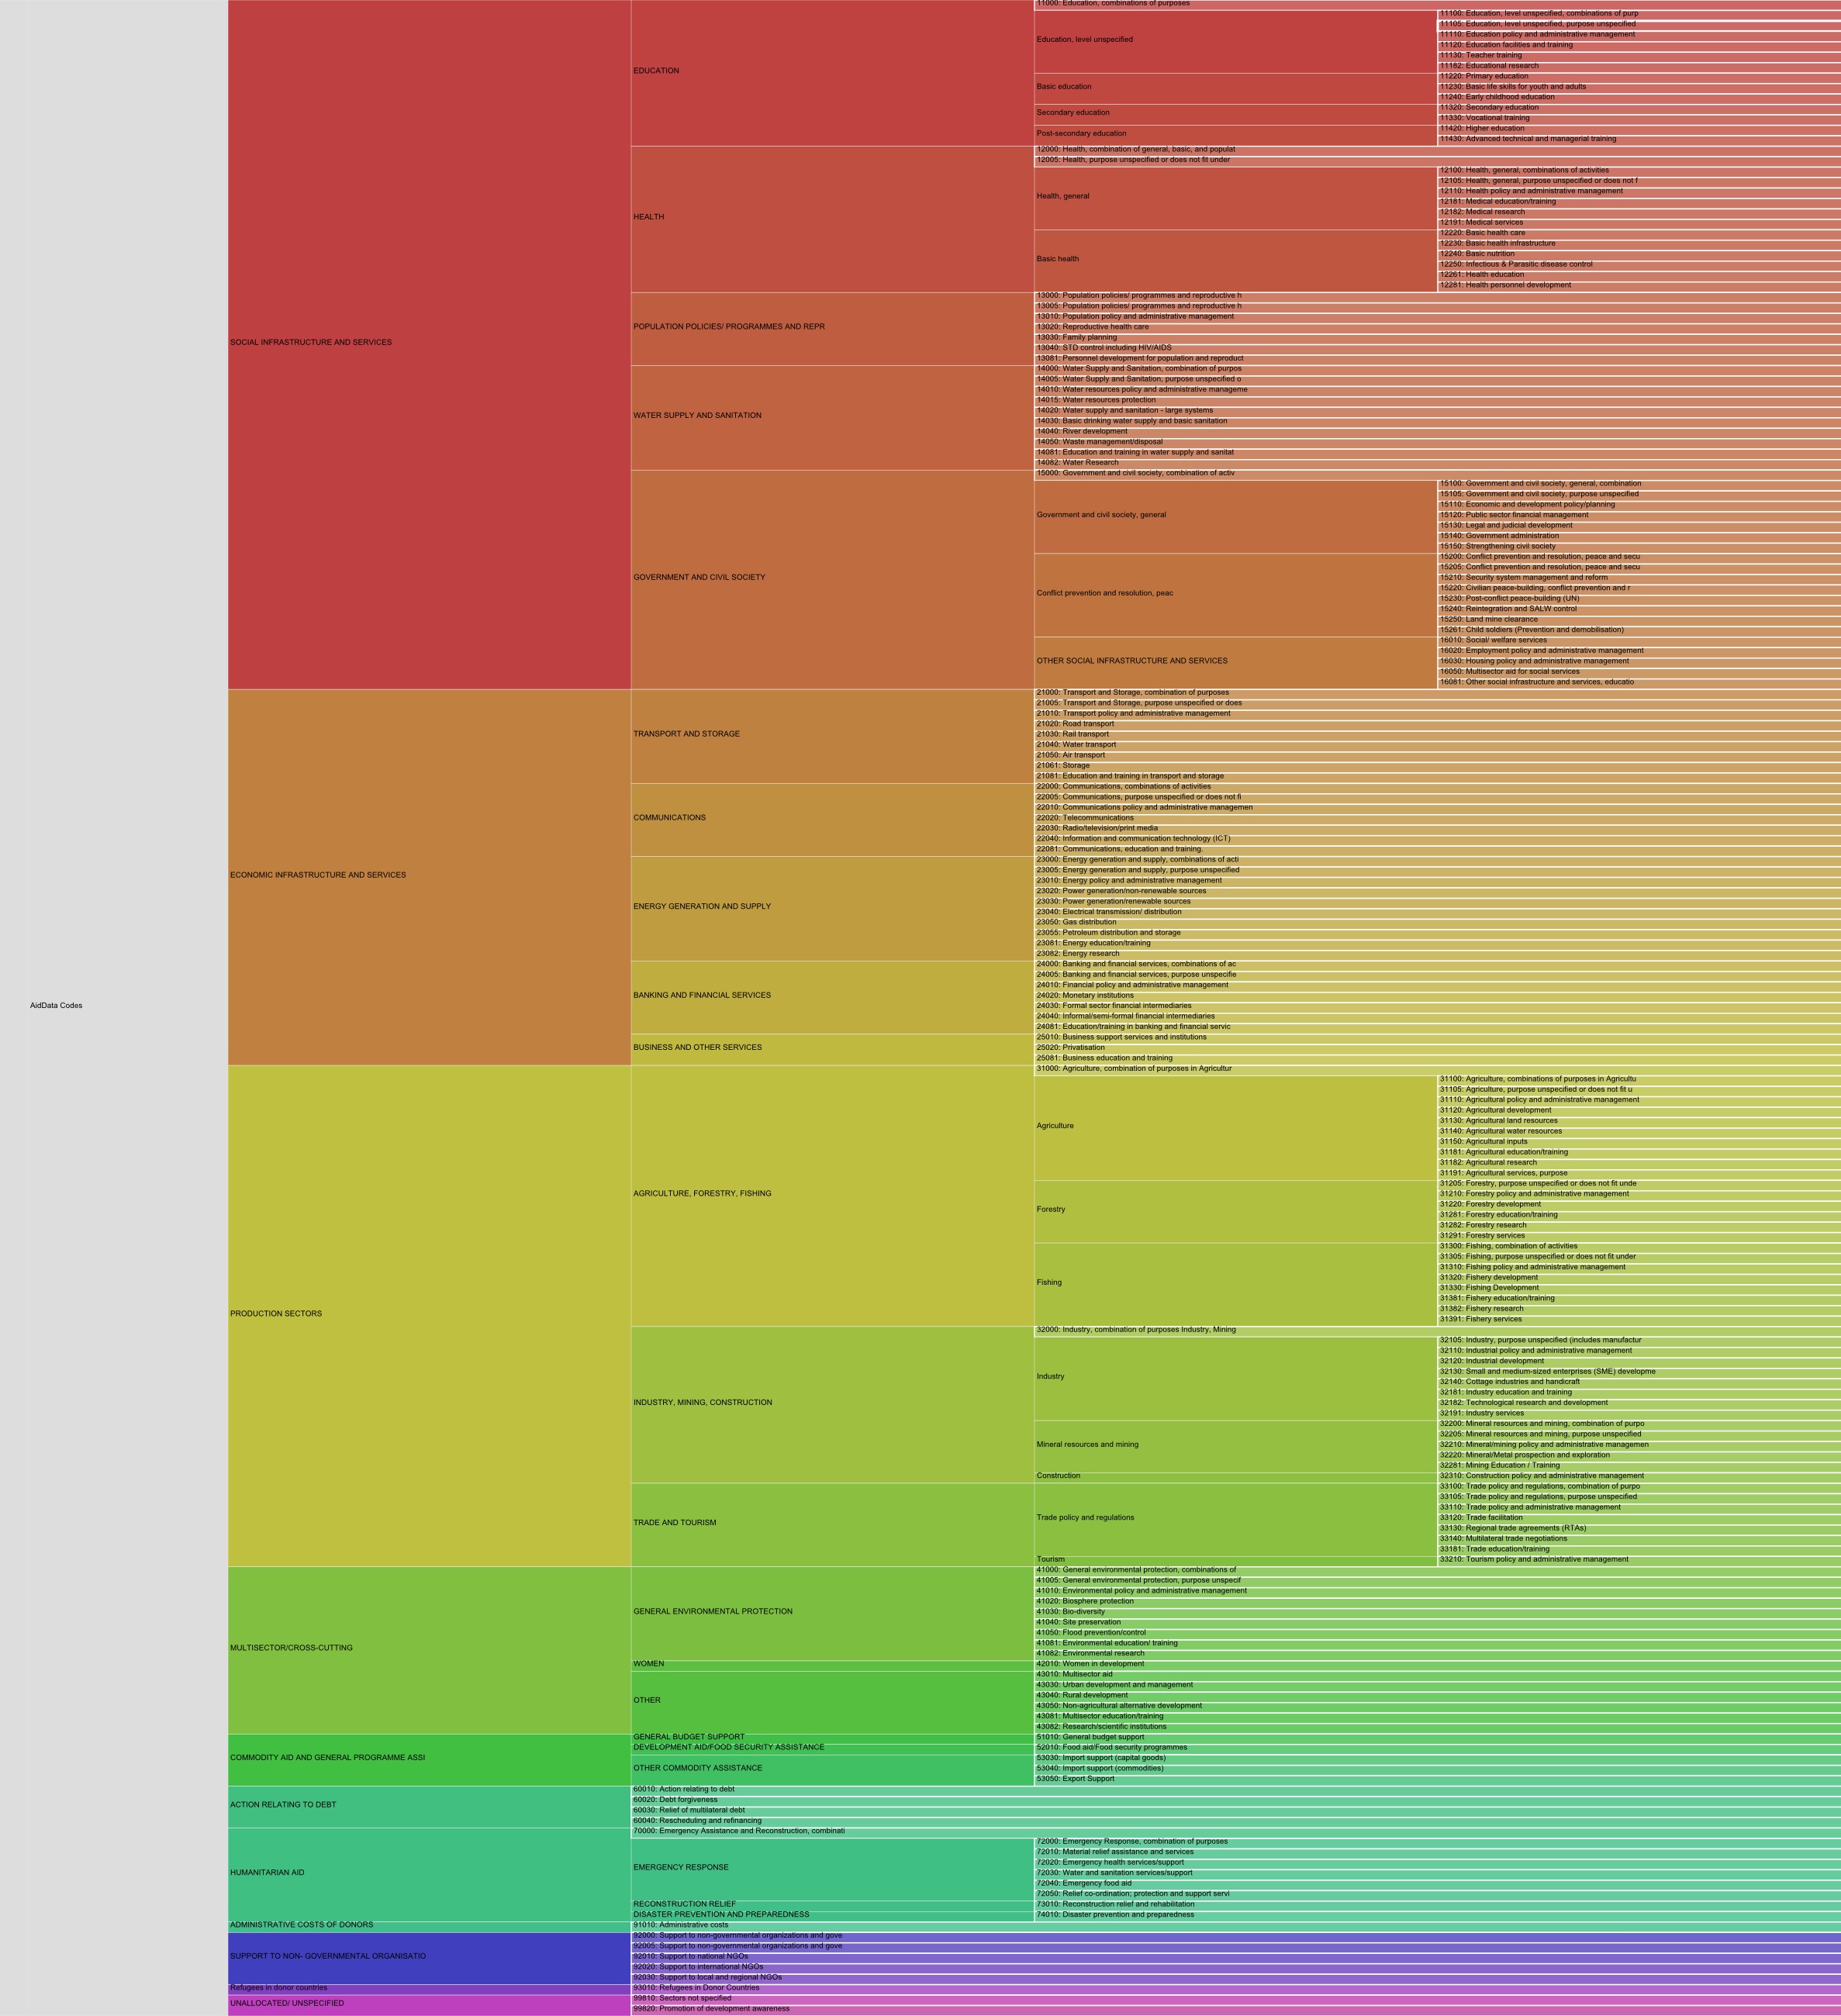 AidData Codes
SOCIAL INFRASTRUCTURE AND SERVICES
EDUCATION
11000: Education, combinations of purposes
Education, level unspecified
11100: Education, level unspecified, combinations of purp
11105: Education, level unspecified, purpose unspecified
11110: Education policy and administrative management
11120: Education facilities and training
11130: Teacher training
11182: Educational research
Basic education
11220: Primary education
11230: Basic life skills for youth and adults
11240: Early childhood education
Secondary education
11320: Secondary education
11330: Vocational training
Post-secondary education
11420: Higher education
11430: Advanced technical and managerial training
HEALTH
12000: Health, combination of general, basic, and populat
12005: Health, purpose unspecified or does not fit under
Health, general
12100: Health, general, combinations of activities
12105: Health, general, purpose unspecified or does not f
12110: Health policy and administrative management
12181: Medical education/training
12182: Medical research
12191: Medical services
Basic health
12220: Basic health care
12230: Basic health infrastructure
12240: Basic nutrition
12250: Infectious & Parasitic disease control
12261: Health education
12281: Health personnel development
POPULATION POLICIES/ PROGRAMMES AND REPR
13000: Population policies/ programmes and reproductive h
13005: Population policies/ programmes and reproductive h
13010: Population policy and administrative management
13020: Reproductive health care
13030: Family planning
13040: STD control including HIV/AIDS
13081: Personnel development for population and reproduct
WATER SUPPLY AND SANITATION
14000: Water Supply and Sanitation, combination of purpos
14005: Water Supply and Sanitation, purpose unspecified o
14010: Water resources policy and administrative manageme
14015: Water resources protection
14020: Water supply and sanitation - large systems
14030: Basic drinking water supply and basic sanitation
14040: River development
14050: Waste management/disposal
14081: Education and training in water supply and sanitat
14082: Water Research
GOVERNMENT AND CIVIL SOCIETY
15000: Government and civil society, combination of activ
Government and civil society, general
15100: Government and civil society, general, combination
15105: Government and civil society, purpose unspecified
15110: Economic and development policy/planning
15120: Public sector financial management
15130: Legal and judicial development
15140: Government administration
15150: Strengthening civil society
Conflict prevention and resolution, peac
15200: Conflict prevention and resolution, peace and secu
15205: Conflict prevention and resolution, peace and secu
15210: Security system management and reform
15220: Civilian peace-building, conflict prevention and r
15230: Post-conflict peace-building (UN)
15240: Reintegration and SALW control
15250: Land mine clearance
15261: Child soldiers (Prevention and demobilisation)
OTHER SOCIAL INFRASTRUCTURE AND SERVICES
16010: Social/ welfare services
16020: Employment policy and administrative management
16030: Housing policy and administrative management
16050: Multisector aid for social services
16081: Other social infrastructure and services, educatio
ECONOMIC INFRASTRUCTURE AND SERVICES
TRANSPORT AND STORAGE
21000: Transport and Storage, combination of purposes
21005: Transport and Storage, purpose unspecified or does
21010: Transport policy and administrative management
21020: Road transport
21030: Rail transport
21040: Water transport
21050: Air transport
21061: Storage
21081: Education and training in transport and storage
COMMUNICATIONS
22000: Communications, combinations of activities
22005: Communications, purpose unspecified or does not fi
22010: Communications policy and administrative managemen
22020: Telecommunications
22030: Radio/television/print media
22040: Information and communication technology (ICT)
22081: Communications, education and training.
ENERGY GENERATION AND SUPPLY
23000: Energy generation and supply, combinations of acti
23005: Energy generation and supply, purpose unspecified
23010: Energy policy and administrative management
23020: Power generation/non-renewable sources
23030: Power generation/renewable sources
23040: Electrical transmission/ distribution
23050: Gas distribution
23055: Petroleum distribution and storage
23081: Energy education/training
23082: Energy research
BANKING AND FINANCIAL SERVICES
24000: Banking and financial services, combinations of ac
24005: Banking and financial services, purpose unspecifie
24010: Financial policy and administrative management
24020: Monetary institutions
24030: Formal sector financial intermediaries
24040: Informal/semi-formal financial intermediaries
24081: Education/training in banking and financial servic
BUSINESS AND OTHER SERVICES
25010: Business support services and institutions
25020: Privatisation
25081: Business education and training
PRODUCTION SECTORS
AGRICULTURE, FORESTRY, FISHING
31000: Agriculture, combination of purposes in Agricultur
Agriculture
31100: Agriculture, combinations of purposes in Agricultu
31105: Agriculture, purpose unspecified or does not fit u
31110: Agricultural policy and administrative management
31120: Agricultural development
31130: Agricultural land resources
31140: Agricultural water resources
31150: Agricultural inputs
31181: Agricultural education/training
31182: Agricultural research
31191: Agricultural services, purpose
Forestry
31205: Forestry, purpose unspecified or does not fit unde
31210: Forestry policy and administrative management
31220: Forestry development
31281: Forestry education/training
31282: Forestry research
31291: Forestry services
Fishing
31300: Fishing, combination of activities
31305: Fishing, purpose unspecified or does not fit under
31310: Fishing policy and administrative management
31320: Fishery development
31330: Fishing Development
31381: Fishery education/training
31382: Fishery research
31391: Fishery services
INDUSTRY, MINING, CONSTRUCTION
32000: Industry, combination of purposes Industry, Mining
Industry
32105: Industry, purpose unspecified (includes manufactur
32110: Industrial policy and administrative management
32120: Industrial development
32130: Small and medium-sized enterprises (SME) developme
32140: Cottage industries and handicraft
32181: Industry education and training
32182: Technological research and development
32191: Industry services
Mineral resources and mining
32200: Mineral resources and mining, combination of purpo
32205: Mineral resources and mining, purpose unspecified
32210: Mineral/mining policy and administrative managemen
32220: Mineral/Metal prospection and exploration
32281: Mining Education / Training
Construction
32310: Construction policy and administrative management
TRADE AND TOURISM
Trade policy and regulations
33100: Trade policy and regulations, combination of purpo
33105: Trade policy and regulations, purpose unspecified
33110: Trade policy and administrative management
33120: Trade facilitation
33130: Regional trade agreements (RTAs)
33140: Multilateral trade negotiations
33181: Trade education/training
Tourism
33210: Tourism policy and administrative management
MULTISECTOR/CROSS-CUTTING
GENERAL ENVIRONMENTAL PROTECTION
41000: General environmental protection, combinations of
41005: General environmental protection, purpose unspecif
41010: Environmental policy and administrative management
41020: Biosphere protection
41030: Bio-diversity
41040: Site preservation
41050: Flood prevention/control
41081: Environmental education/ training
41082: Environmental research
WOMEN
42010: Women in development
OTHER
43010: Multisector aid
43030: Urban development and management
43040: Rural development
43050: Non-agricultural alternative development
43081: Multisector education/training
43082: Research/scientific institutions
COMMODITY AID AND GENERAL PROGRAMME ASSI
GENERAL BUDGET SUPPORT
51010: General budget support
DEVELOPMENT AID/FOOD SECURITY ASSISTANCE
52010: Food aid/Food security programmes
OTHER COMMODITY ASSISTANCE
53030: Import support (capital goods)
53040: Import support (commodities)
53050: Export Support
ACTION RELATING TO DEBT
60010: Action relating to debt
60020: Debt forgiveness
60030: Relief of multilateral debt
60040: Rescheduling and refinancing
HUMANITARIAN AID
70000: Emergency Assistance and Reconstruction, combinati
EMERGENCY RESPONSE
72000: Emergency Response, combination of purposes
72010: Material relief assistance and services
72020: Emergency health services/support
72030: Water and sanitation services/support
72040: Emergency food aid
72050: Relief co-ordination; protection and support servi
RECONSTRUCTION RELIEF
73010: Reconstruction relief and rehabilitation
DISASTER PREVENTION AND PREPAREDNESS
74010: Disaster prevention and preparedness
ADMINISTRATIVE COSTS OF DONORS
91010: Administrative costs
SUPPORT TO NON- GOVERNMENTAL ORGANISATIO
92000: Support to non-governmental organizations and gove
92005: Support to non-governmental organizations and gove
92010: Support to national NGOs
92020: Support to international NGOs
92030: Support to local and regional NGOs
Refugees in donor countries
93010: Refugees in Donor Countries
UNALLOCATED/ UNSPECIFIED
99810: Sectors not specified
99820: Promotion of development awareness